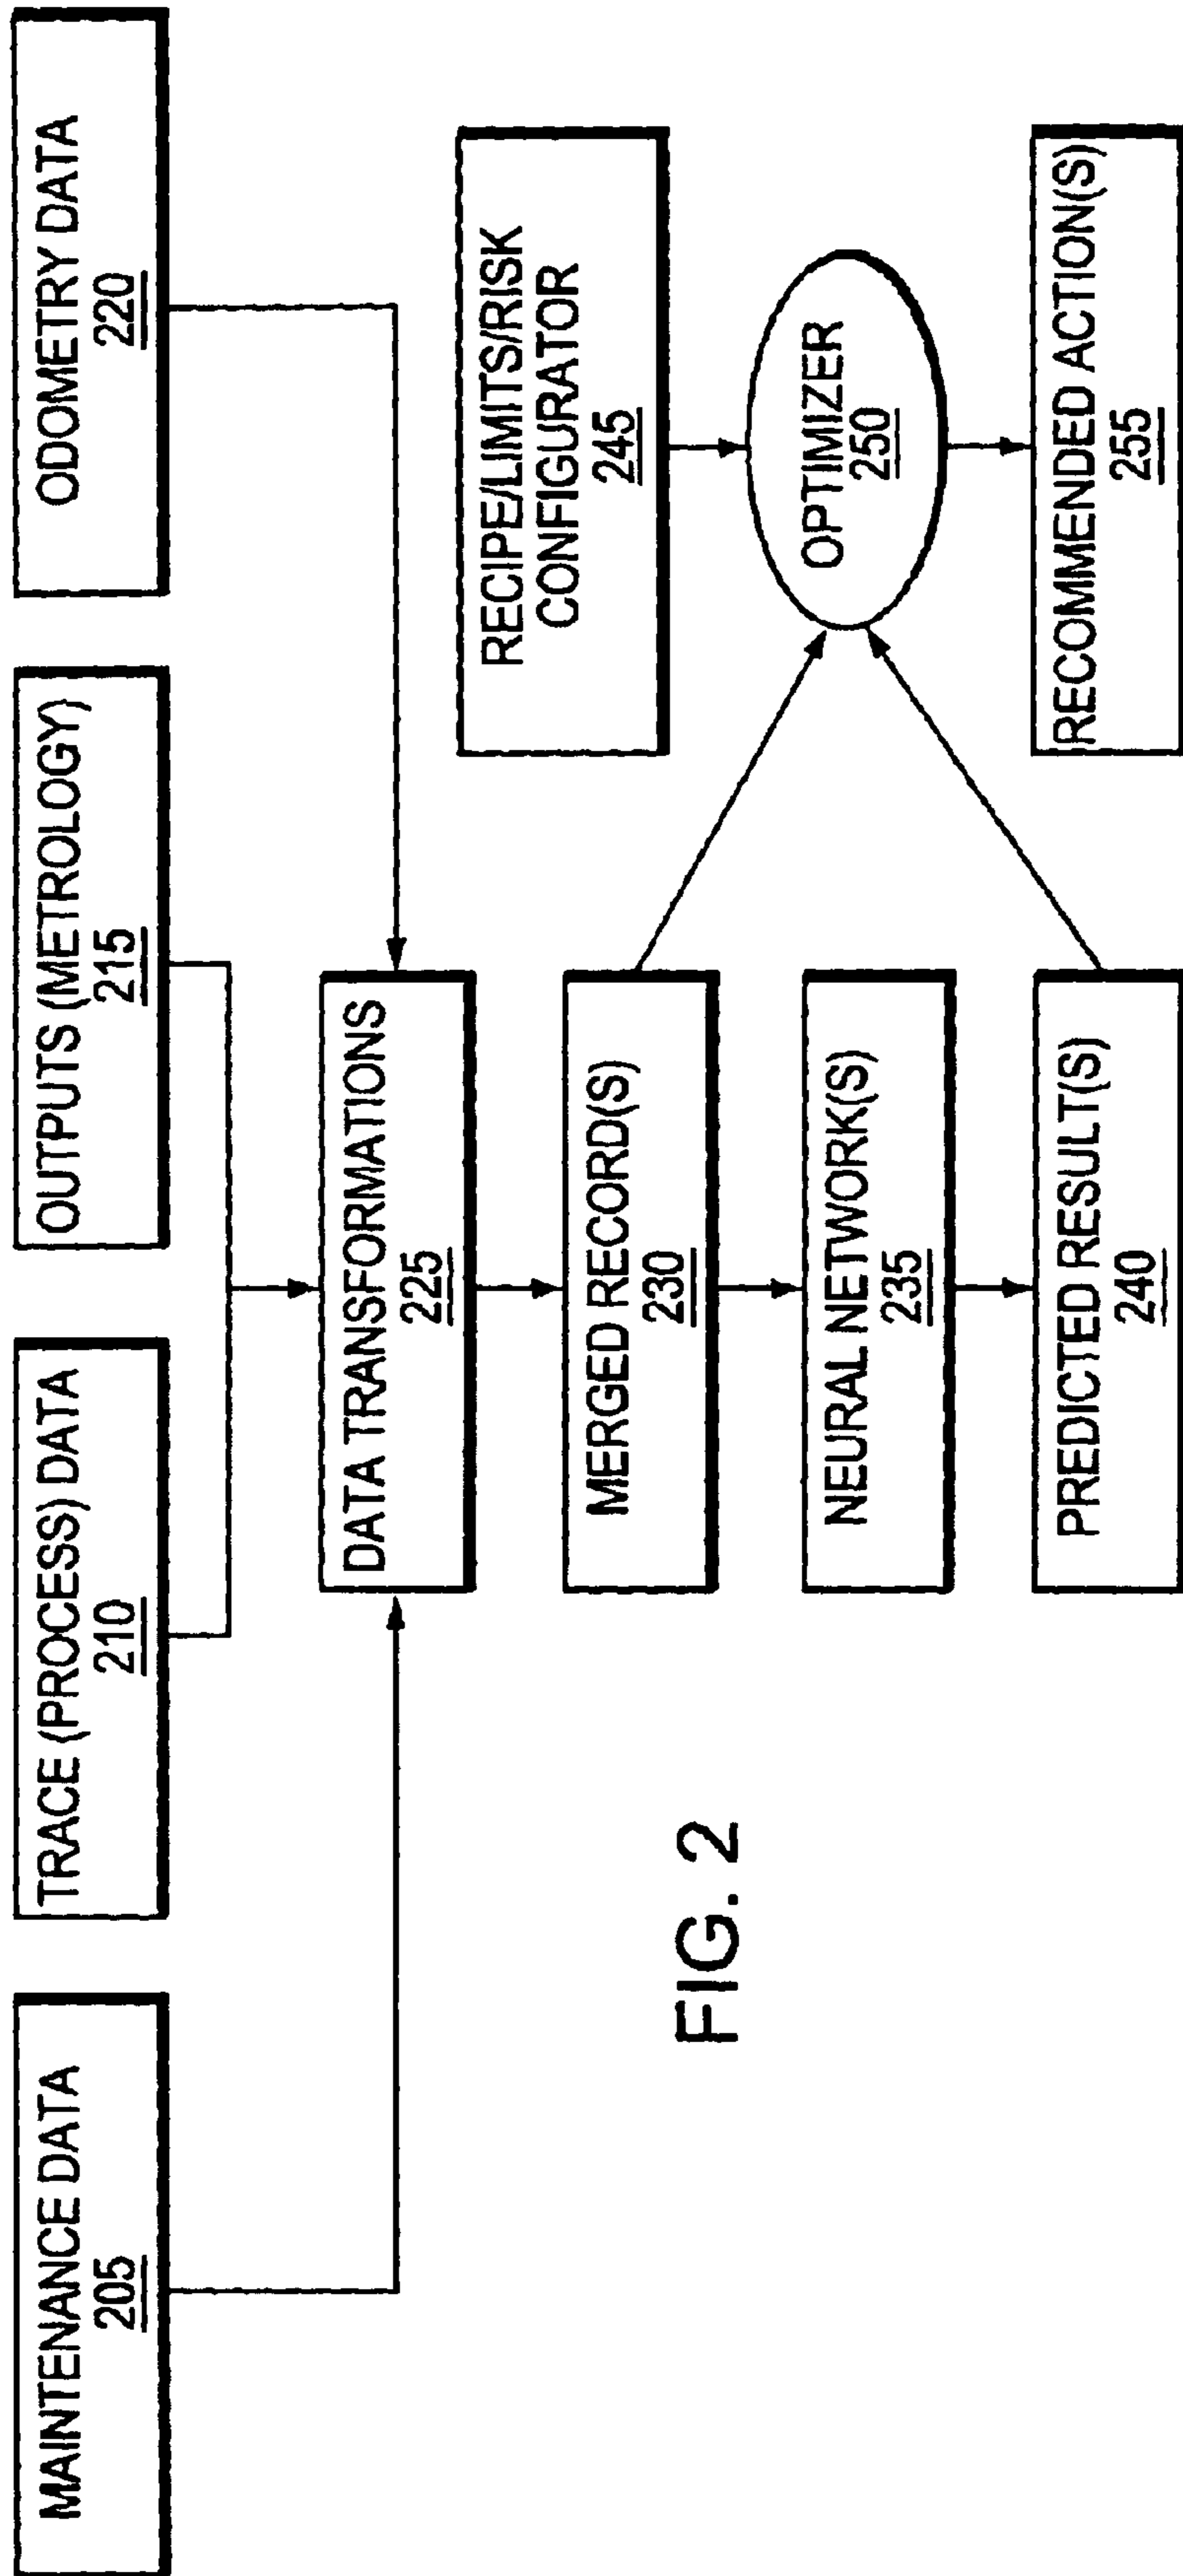 MAINTENANCE DATA
205
TRACE (PROCESS) DATA
210
OUTPUTS (METROLOGY)
215
ODOMETRY DATA
220
DATA TRANSFORMATIONS
225
MERGED RECORD(S)
230
NEURAL NETWORK(S)
235
PREDICTED RESULT(S)
240
RECIPE/LIMITS/RISK
CONFIGURATOR
245
OPTIMIZER
250
RECOMMENDED ACTION(S)
255
FIG. 2